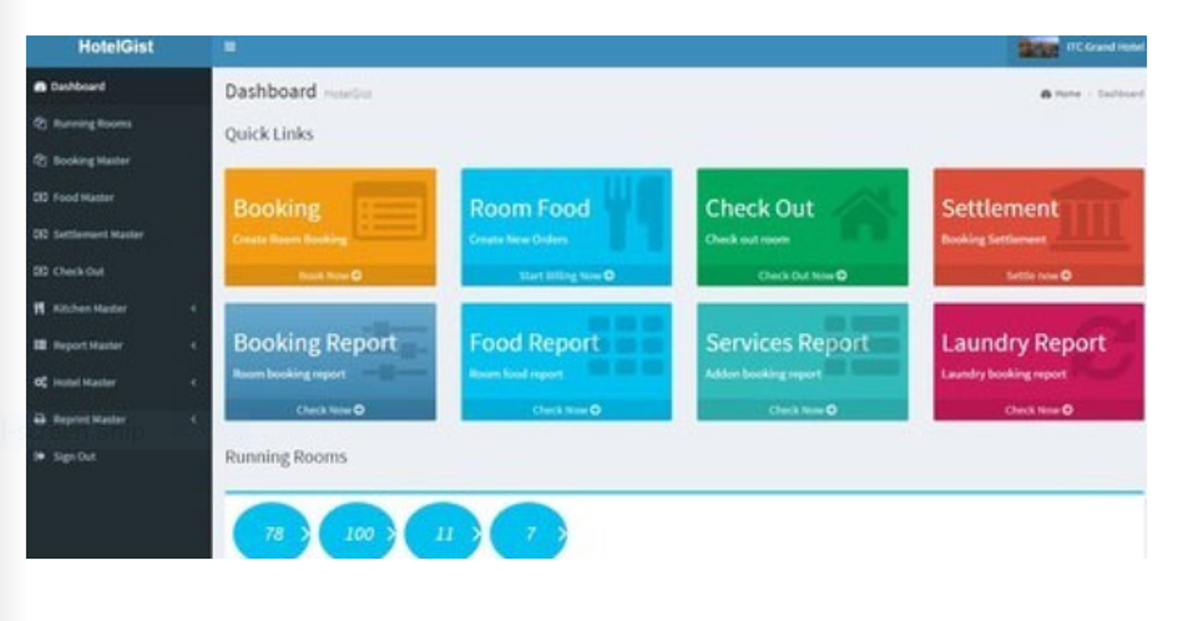 HotelGist
ITC Grand Hotel
Dashboard
Running Rooms
Booking Master
Food Master
Settlement Master
Check Out
Kitchen Master
Report Master
Hotel Master
Reprint Master
Sign Out
Dashboard HotelGist
Home Dashboard
Quick Links
Booking
Create Room Booking
Book Now
Room Food
Create New Orders
Start Billing Now
Check Out
Check out room
Check Out Now
Settlement
Booking Settlement
Settle now
Booking Report
Room booking report
Check Now
Food Report
Room food report
Check Now
Services Report
Addon booking report
Check Now
Laundry Report
Laundry booking report
Check Now
Running Rooms
78
100
11
7